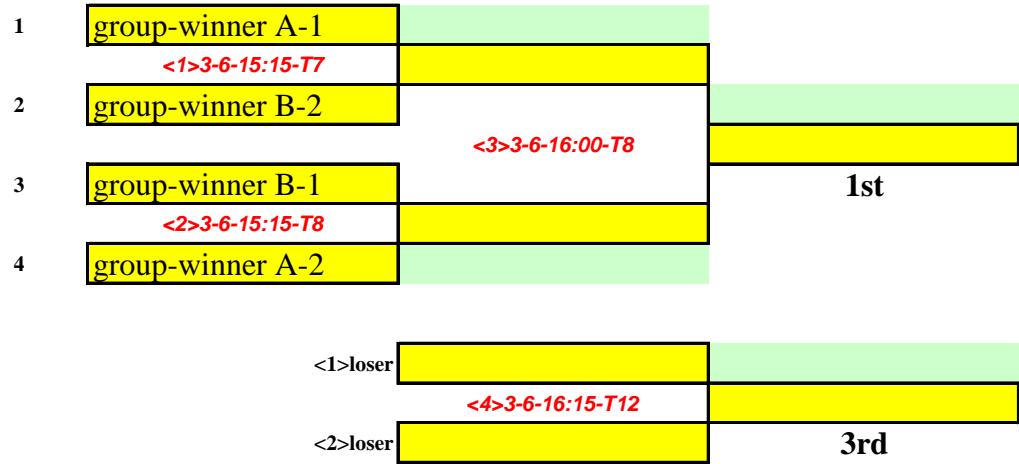 1 group-winner A-1
<1>3-6-15:15-T7
2 group-winner B-2
<3>3-6-16:00-T8
3 group-winner B-1 1st
<2>3-6-15:15-T8
4 group-winner A-2
<1>loser
<4>3-6-16:15-T12
<2>loser 3rd